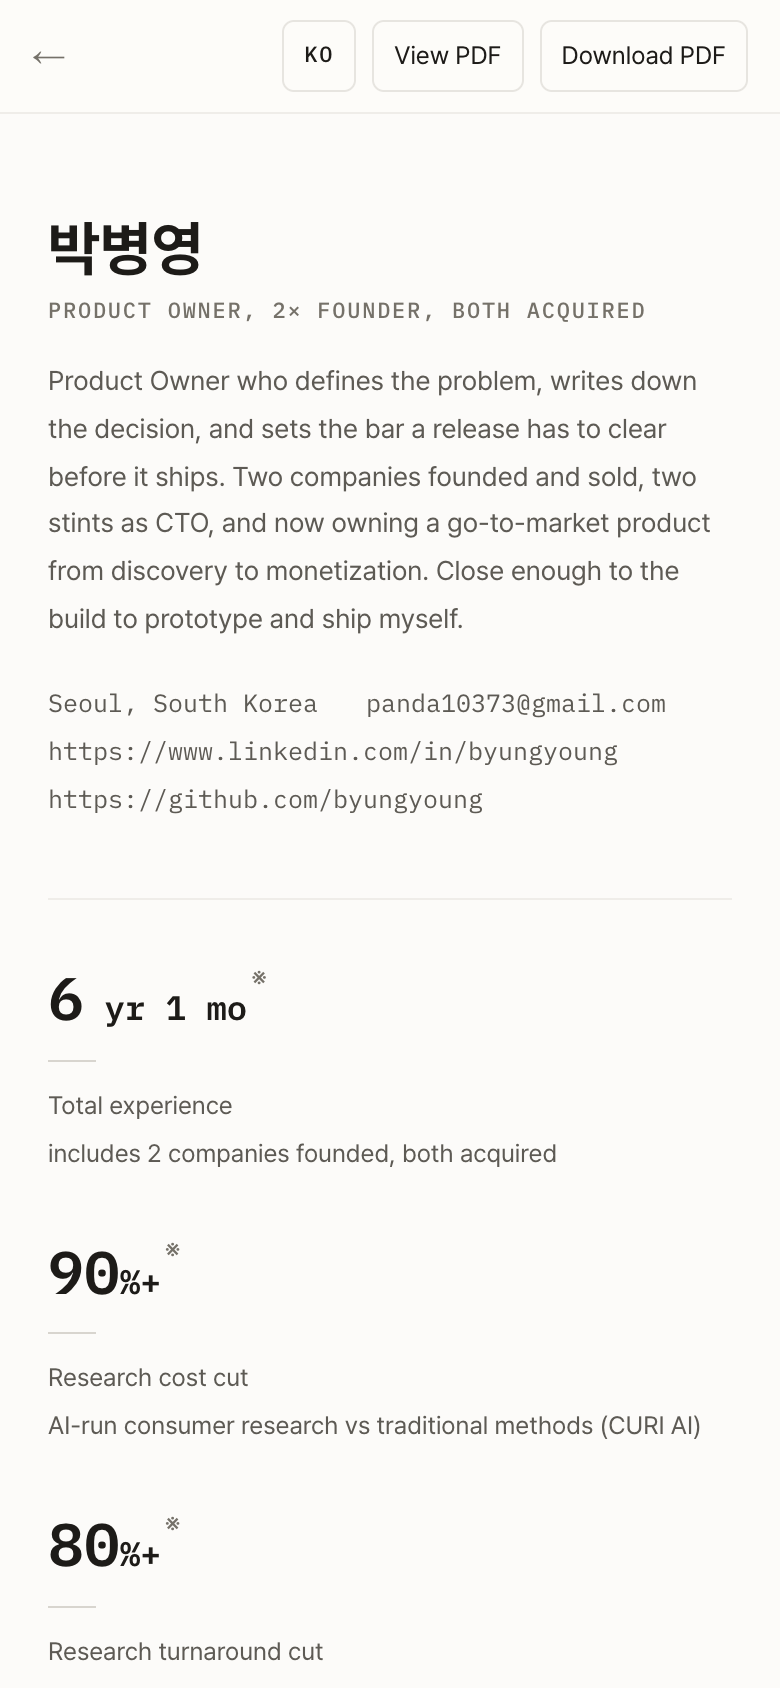 ←
KO
View PDF
Download PDF
박병영
PRODUCT OWNER, 2× FOUNDER, BOTH ACQUIRED
Product Owner who defines the problem, writes down
the decision, and sets the bar a release has to clear
before it ships. Two companies founded and sold, two
stints as CTO, and now owning a go-to-market product
from discovery to monetization. Close enough to the
build to prototype and ship myself.
Seoul, South Korea panda10373@gmail.com
https://www.linkedin.com/in/byungyoung
https://github.com/byungyoung
6 yr 1 mo※
Total experience
includes 2 companies founded, both acquired
90%+※
Research cost cut
AI-run consumer research vs traditional methods (CURI AI)
80%+※
Research turnaround cut